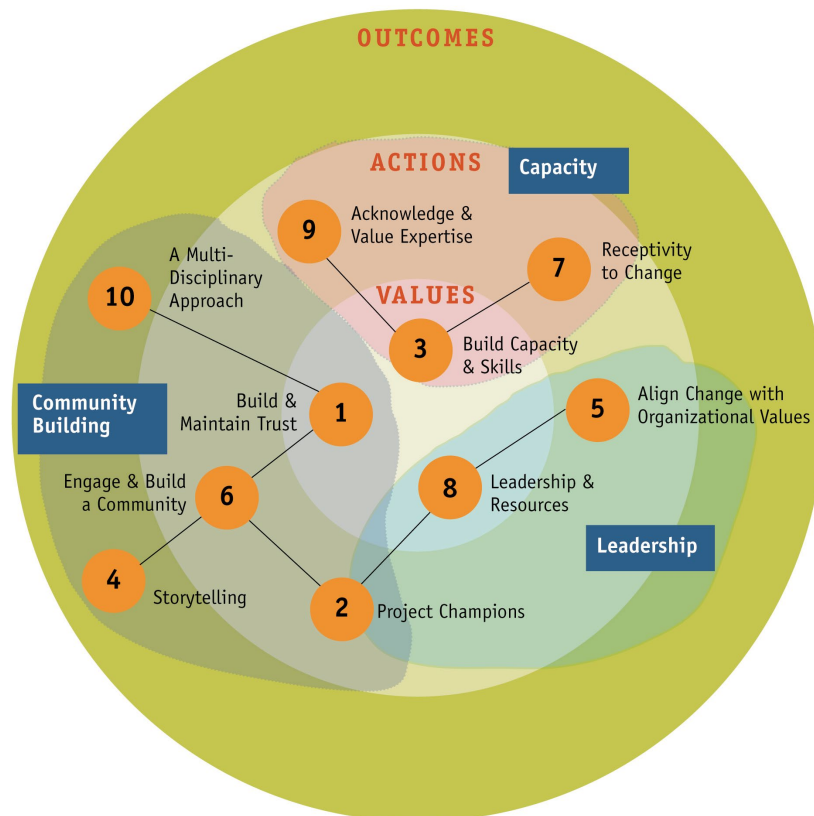 OUTCOMES
ACTIONS
Capacity
9
Acknowledge &
Value Expertise
7
Receptivity
to Change
10
A Multi-
Disciplinary
Approach
VALUES
3
Build Capacity
& Skills
Community
Building
Build &
Maintain Trust
1
5
Align Change with
Organizational Values
Engage & Build
a Community
6
8
Leadership &
Resources
Leadership
4
Storytelling
2
Project Champions